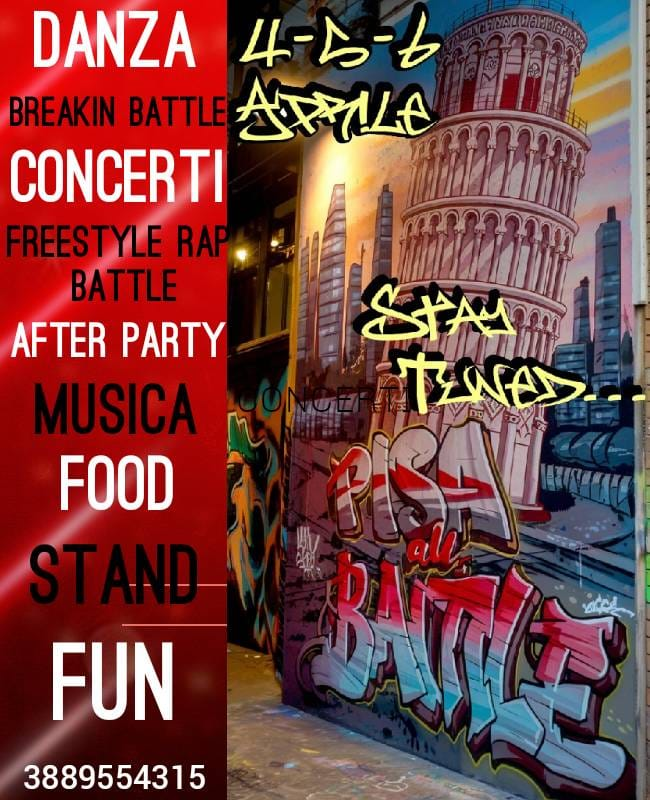 DANZA
BREAKIN BATTLE
CONCERTI
FREESTYLE RAP
BATTLE
AFTER PARTY
MUSICA
FOOD
STAND
FUN
3889554315
4-5-6
APRILE
STAY
TUNED...
CONCERTI
PISA
all
BATTLE